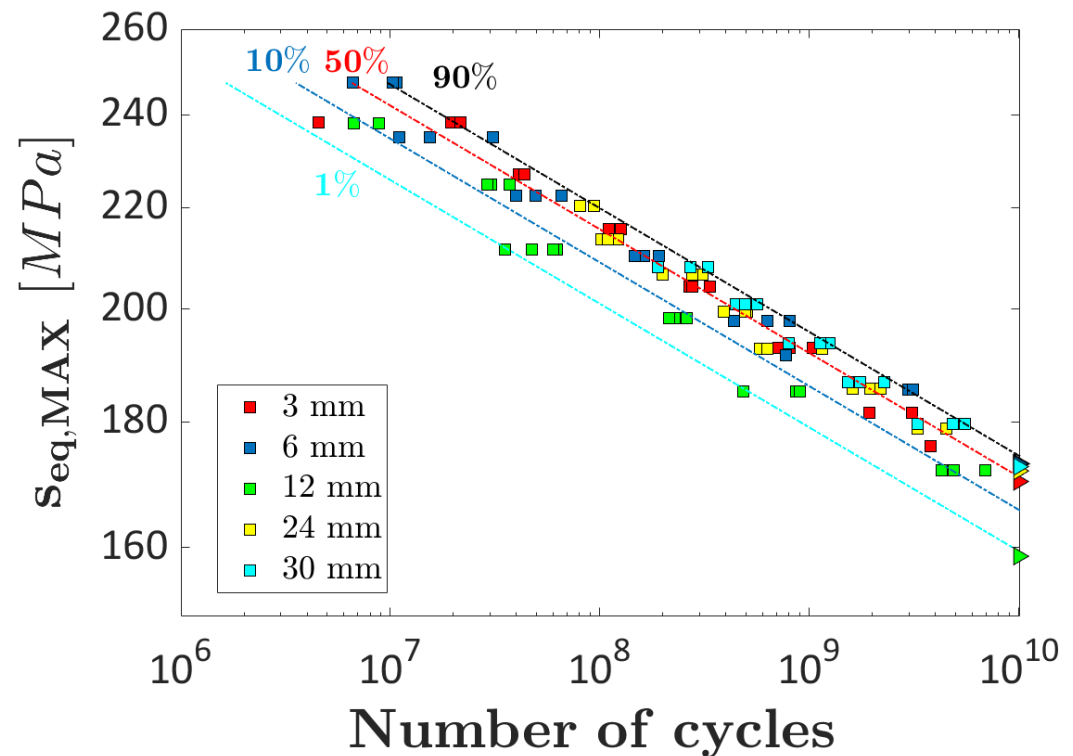 260
240
220
200
180
160
s_eq,MAX [MPa]
10% 50% 90%
1%
3 mm
6 mm
12 mm
24 mm
30 mm
10^6 10^7 10^8 10^9 10^10
Number of cycles